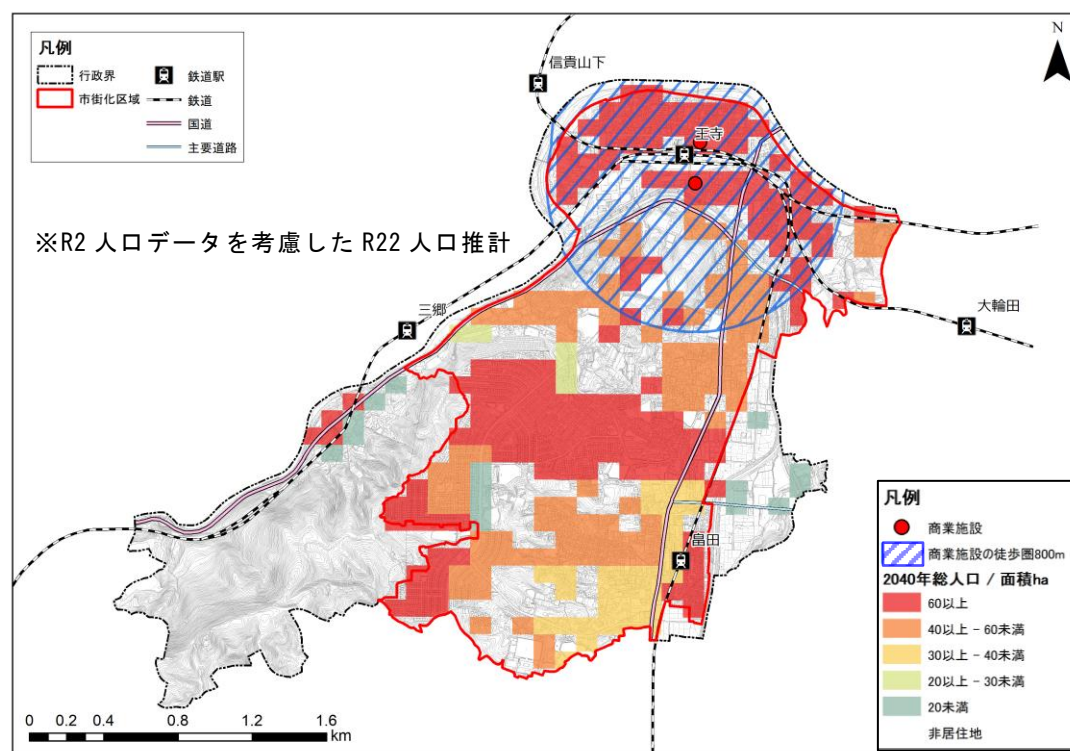 凡例
行政界
鉄道駅
市街化区域
鉄道
国道
主要道路
N
信貴山下
王寺
※R2 人口データを考慮した R22 人口推計
三郷
大輪田
畠田
凡例
商業施設
商業施設の徒歩圏800m
2040年総人口 / 面積ha
60以上
40以上 - 60未満
30以上 - 40未満
20以上 - 30未満
20未満
非居住地
0 0.2 0.4 0.8 1.2 1.6
km